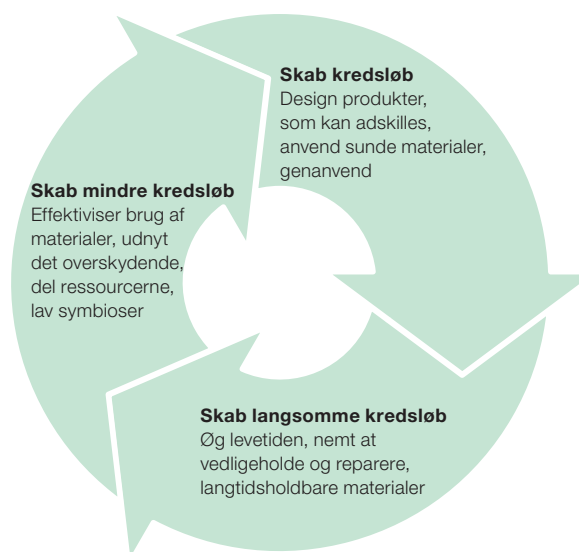 Skab kredsløb
Design produkter,
som kan adskilles,
anvend sunde materialer,
genanvend
Skab mindre kredsløb
Effektiviser brug af
materialer, udnyt
det overskydende,
del ressourcerne,
lav symbioser
Skab langsomme kredsløb
Øg levetiden, nemt at
vedligeholde og reparere,
langtidsholdbare materialer